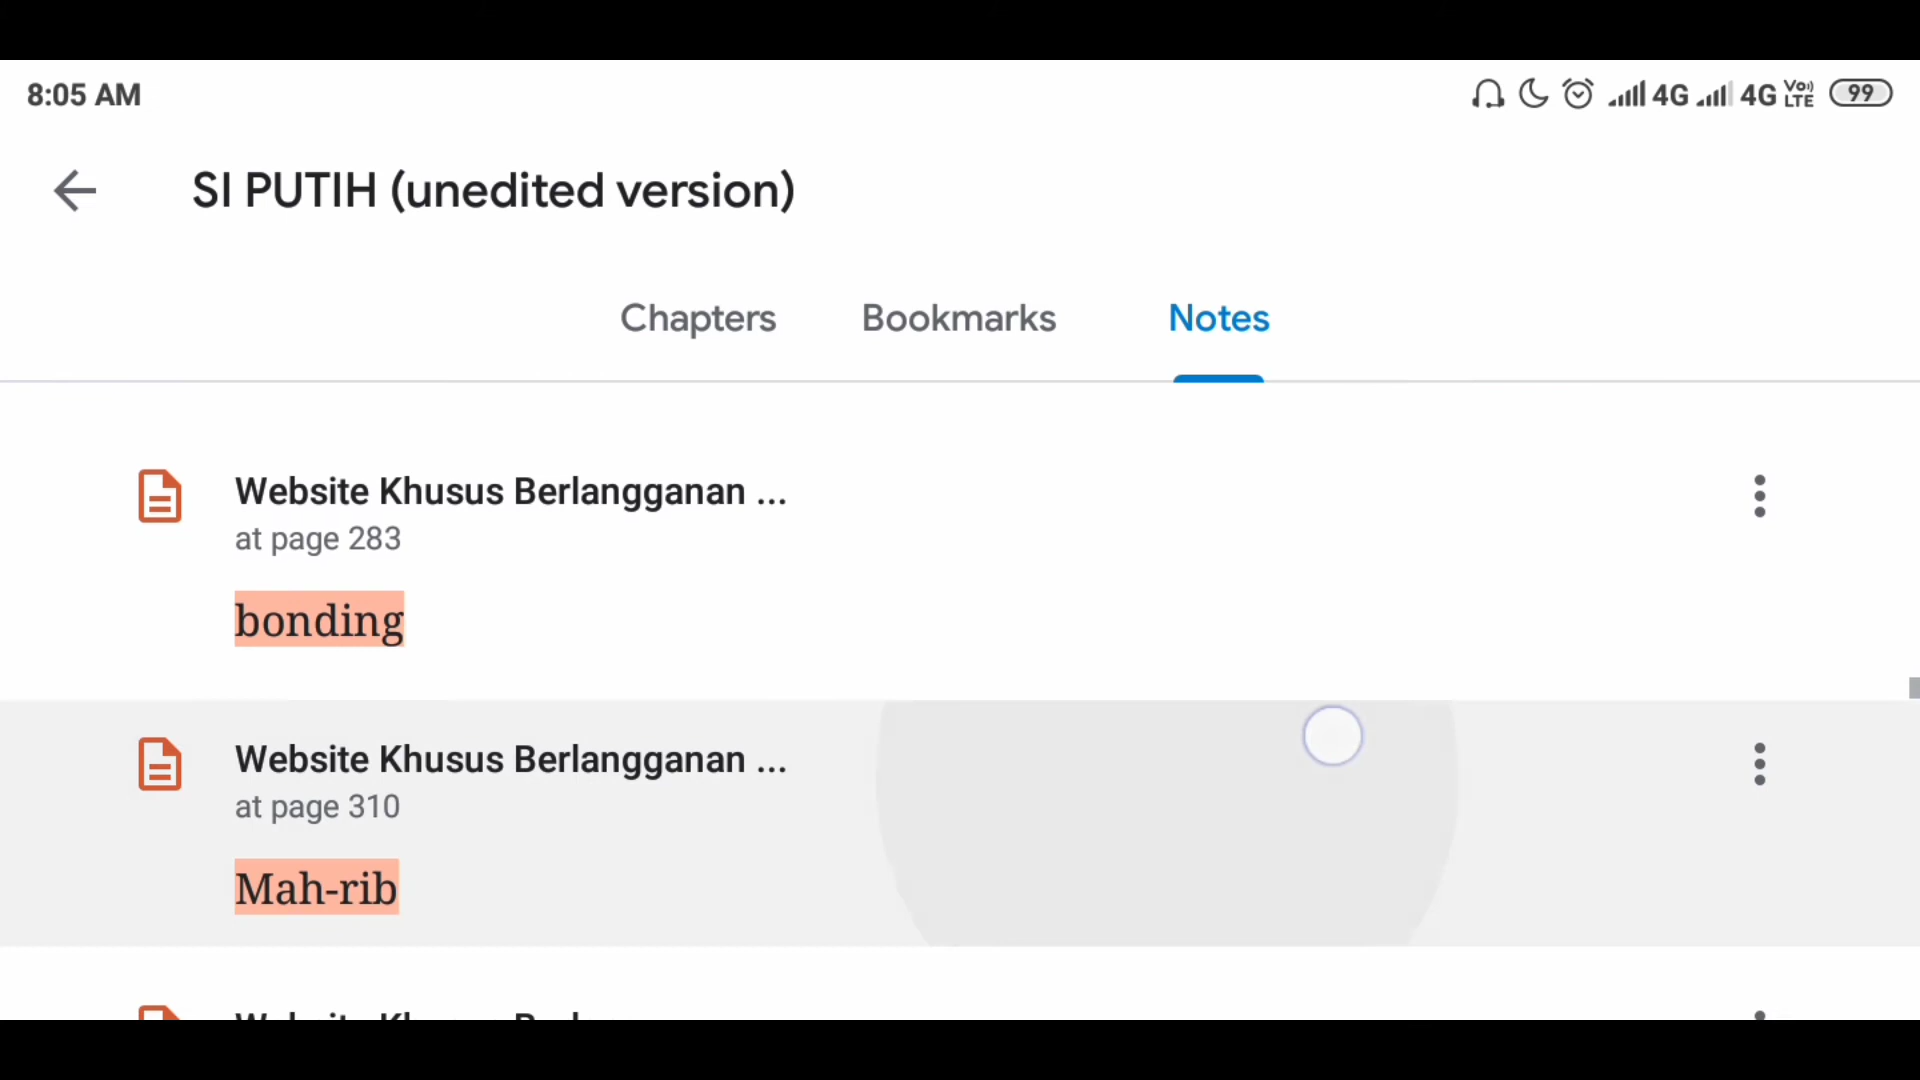 8:05 AM 4G 4G Vo) LTE 99
SI PUTIH (unedited version)
Chapters Bookmarks Notes
Website Khusus Berlangganan ...
at page 283
bonding
Website Khusus Berlangganan ...
at page 310
Mah-rib